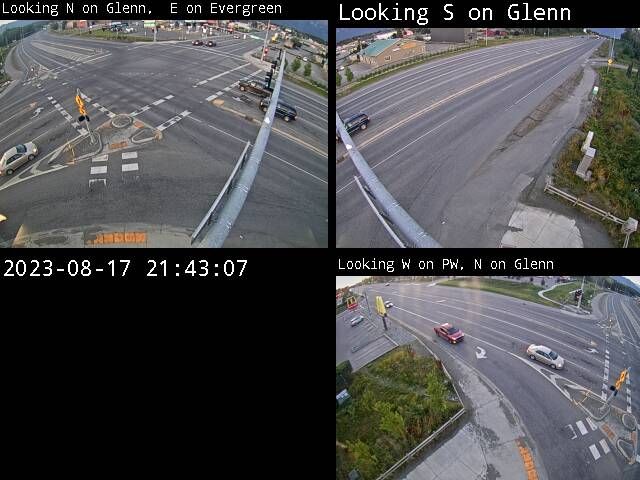 Looking N on Glenn,  E on Evergreen
Looking S on Glenn
2023-08-17 21:43:07
Looking W on PW, N on Glenn